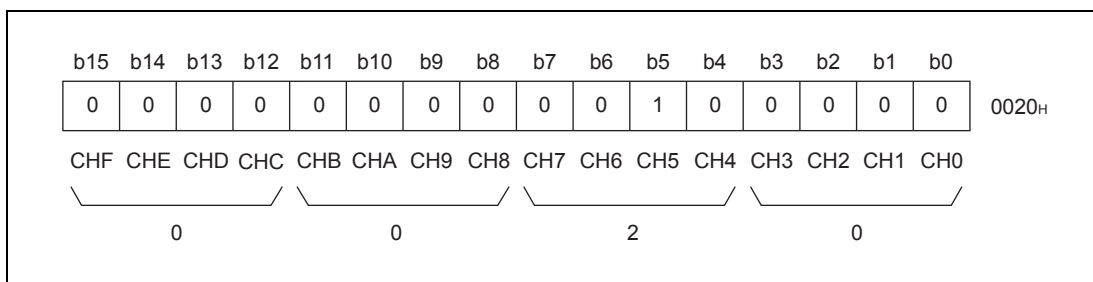 b15 b14 b13 b12 b11 b10 b9 b8 b7 b6 b5 b4 b3 b2 b1 b0
0 0 0 0 0 0 0 0 0 0 1 0 0 0 0 0 0020H
CHF CHE CHD CHC CHB CHA CH9 CH8 CH7 CH6 CH5 CH4 CH3 CH2 CH1 CH0
0 0 2 0